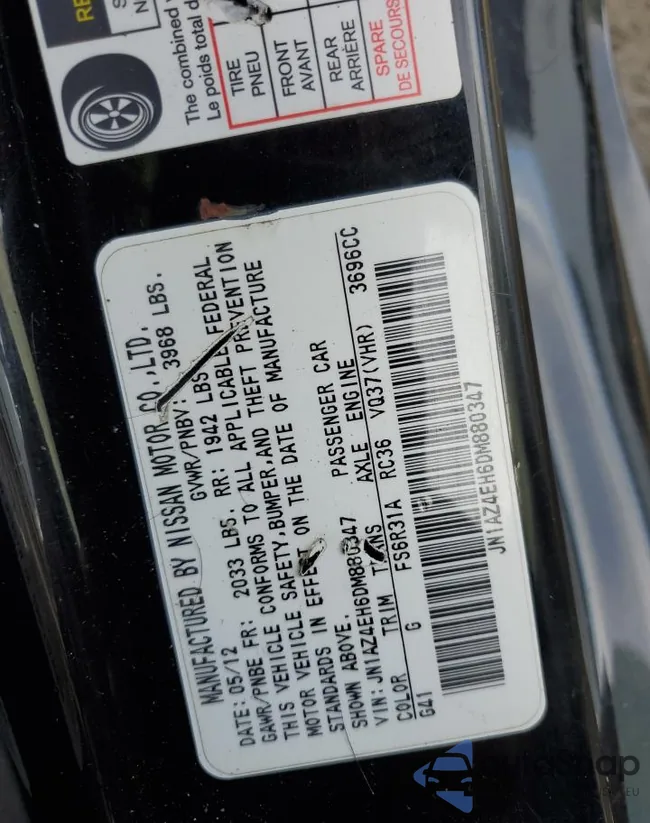 The combined
Le poids total d
TIRE
PNEU
FRONT
AVANT
REAR
ARRIÈRE
SPARE
DE SECOURS
MANUFACTURED BY NISSAN MOTOR CO.,LTD.
DATE: 05/12 GVWR/PNBV: 3968 LBS.
GAWR/PNBE FR: 2033 LBS. RR: 1942 LBS.
THIS VEHICLE CONFORMS TO ALL APPLICABLE FEDERAL
MOTOR VEHICLE SAFETY,BUMPER,AND THEFT PREVENTION
STANDARDS IN EFFECT ON THE DATE OF MANUFACTURE
SHOWN ABOVE.
VIN:JN1AZ4EH6DM880347 PASSENGER CAR
COLOR TRIM TRANS AXLE ENGINE 3696CC
G41 G FS6R31A RC36 VQ37(VHR)
JN1AZ4EH6DM880347